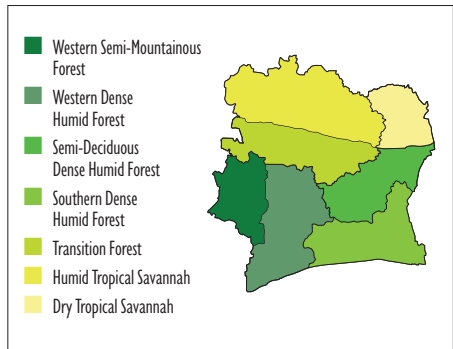 Western Semi-Mountainous
Forest
Western Dense
Humid Forest
Semi-Deciduous
Dense Humid Forest
Southern Dense
Humid Forest
Transition Forest
Humid Tropical Savannah
Dry Tropical Savannah